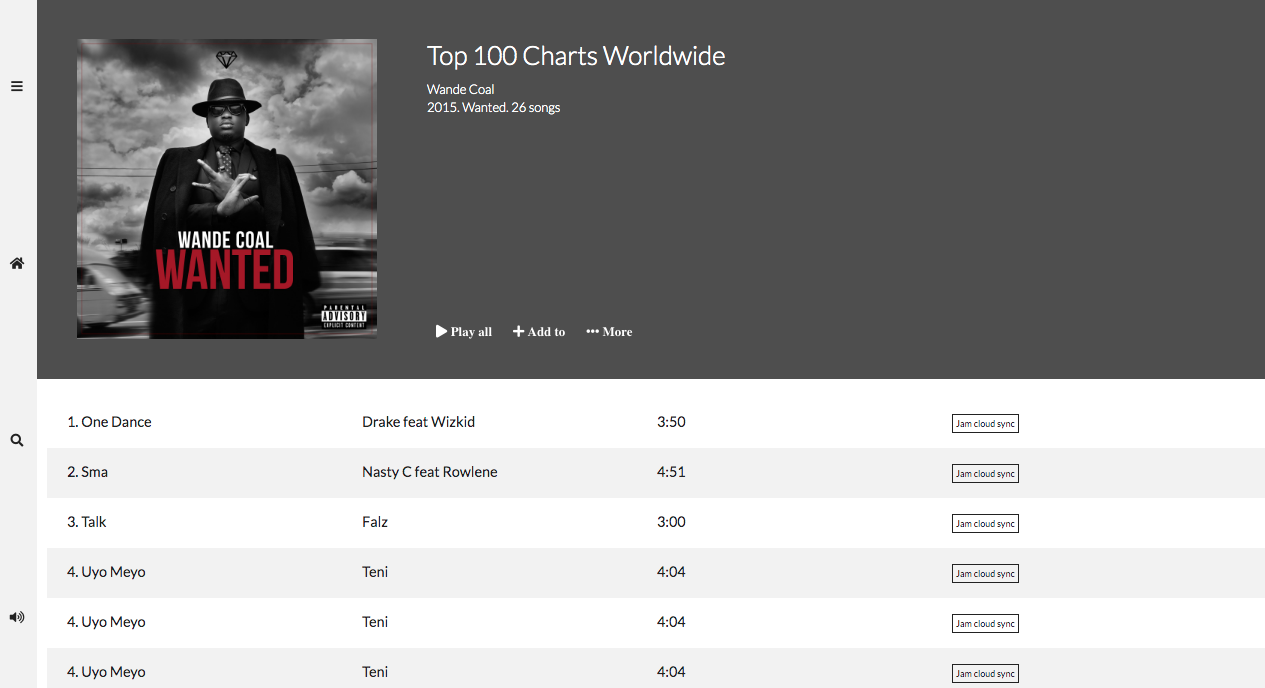 Top 100 Charts Worldwide
Wande Coal
2015. Wanted. 26 songs
WANDE COAL
WANTED
PARENTAL
ADVISORY
EXPLICIT CONTENT
Play all Add to More
1. One Dance Drake feat Wizkid 3:50 Jam cloud sync
2. Sma Nasty C feat Rowlene 4:51 Jam cloud sync
3. Talk Falz 3:00 Jam cloud sync
4. Uyo Meyo Teni 4:04 Jam cloud sync
4. Uyo Meyo Teni 4:04 Jam cloud sync
4. Uyo Meyo Teni 4:04 Jam cloud sync